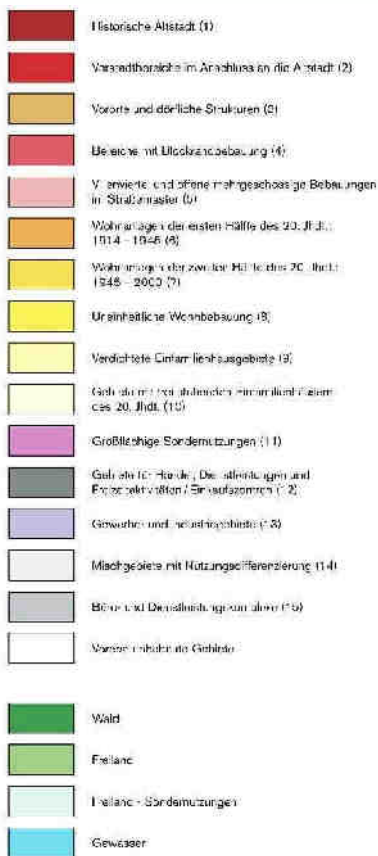 Historische Altstadt (1)
Vorstadtbereiche im Anschluss an die Altstadt (2)
Vororte und dörfliche Strukturen (3)
Bereiche mit Blockrandbebauung (4)
Villenviertel und offene mehrgeschossige Bebauungen
im Straßenraster (5)
Wohnanlagen der ersten Hälfte des 20. Jhdt.:
1914 - 1945 (6)
Wohnanlagen der zweiten Hälfte des 20. Jhdt.:
1945 - 2000 (7)
Uneinheitliche Wohnbebauung (8)
Verdichtete Einfamilienhausgebiete (9)
Gebiete mit freistehenden Einfamilienhäusern
des 20. Jhdt. (10)
Großflächige Sondernutzungen (11)
Gebiete für Handel, Dienstleistungen und
Freizeitaktivitäten / Einkaufszentren (12)
Gewerbe- und Industriegebiete (13)
Mischgebiete mit Nutzungsdifferenzierung (14)
Büro- und Dienstleistungskomplexe (15)
Gebiete
Wald
Freiland
Freiland - Sondernutzungen
Gewässer